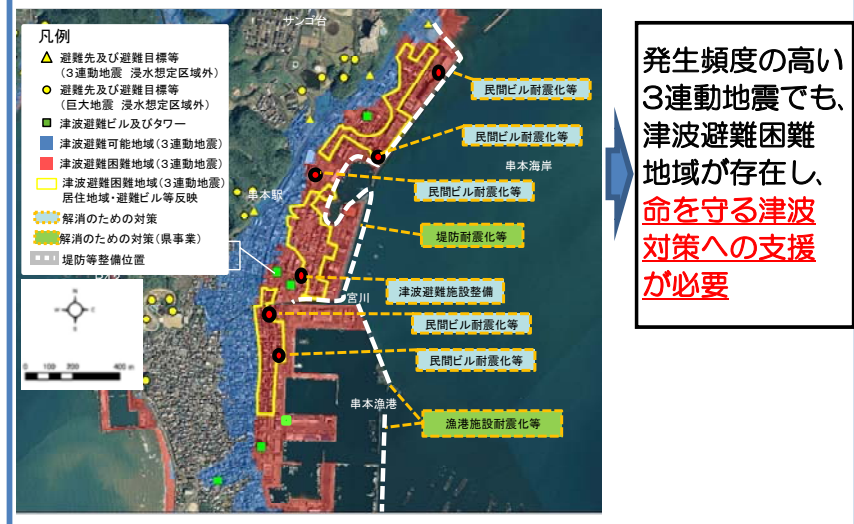 サンゴ台
凡例
避難先及び避難目標等
(3連動地震 浸水想定区域外)
避難先及び避難目標等
(巨大地震 浸水想定区域外)
津波避難ビル及びタワー
津波避難可能地域(3連動地震)
津波避難困難地域(3連動地震)
津波避難困難地域(3連動地震)
居住地域・避難ビル等反映
解消のための対策
解消のための対策(県事業)
堤防等整備位置
0 100 200 400 m
串本駅
民間ビル耐震化等
民間ビル耐震化等
串本海岸
民間ビル耐震化等
堤防耐震化等
津波避難施設整備
宮川
民間ビル耐震化等
民間ビル耐震化等
串本漁港
漁港施設耐震化等
発生頻度の高い
3連動地震でも、
津波避難困難
地域が存在し、
命を守る津波
対策への支援
が必要